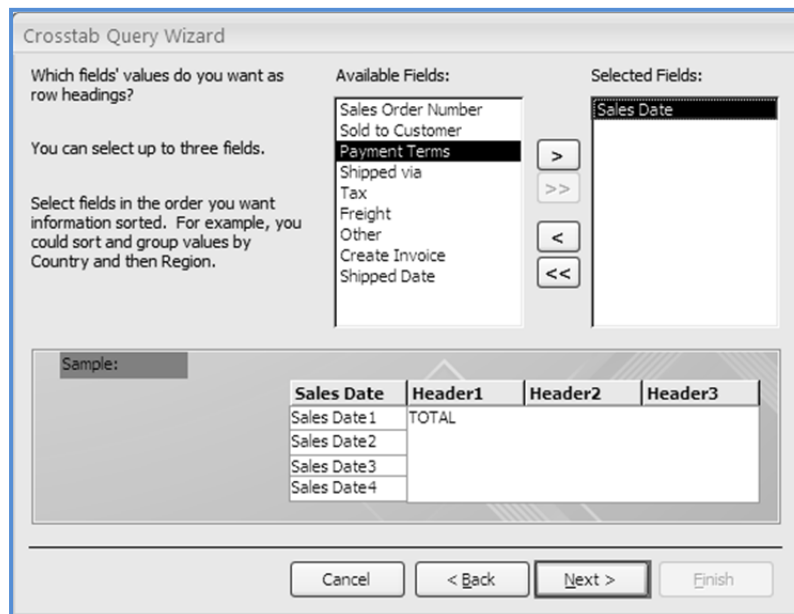 Crosstab Query Wizard
Which fields' values do you want as
row headings?
You can select up to three fields.
Select fields in the order you want
information sorted. For example, you
could sort and group values by
Country and then Region.
Available Fields:
Sales Order Number
Sold to Customer
Payment Terms
Shipped via
Tax
Freight
Other
Create Invoice
Shipped Date
>
>>
<
<<
Selected Fields:
Sales Date
Sample:
Sales Date Header1 Header2 Header3
Sales Date1 TOTAL
Sales Date2
Sales Date3
Sales Date4
Cancel < Back Next > Finish